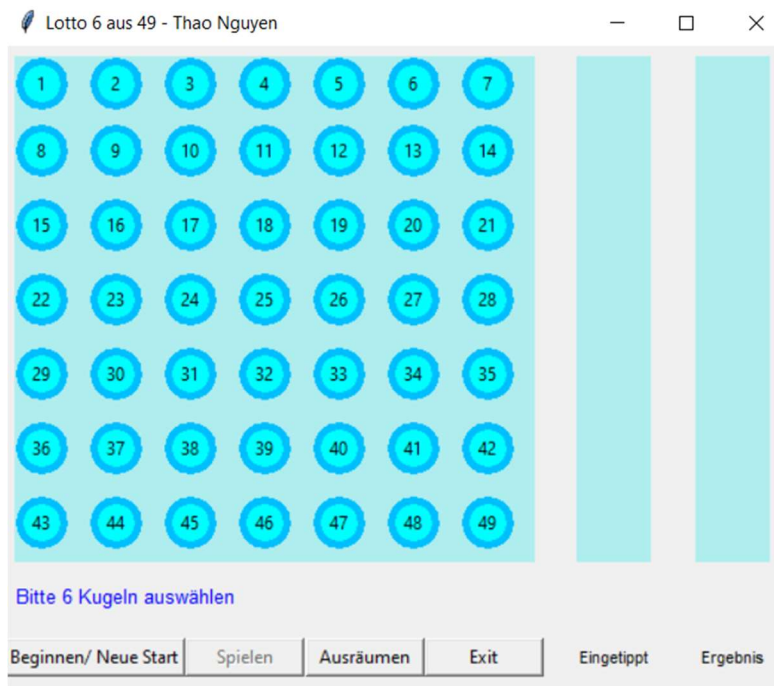 Lotto 6 aus 49 - Thao Nguyen
1 2 3 4 5 6 7
8 9 10 11 12 13 14
15 16 17 18 19 20 21
22 23 24 25 26 27 28
29 30 31 32 33 34 35
36 37 38 39 40 41 42
43 44 45 46 47 48 49
Bitte 6 Kugeln auswählen
Beginnen/ Neue Start Spielen Ausräumen Exit Eingetippt Ergebnis